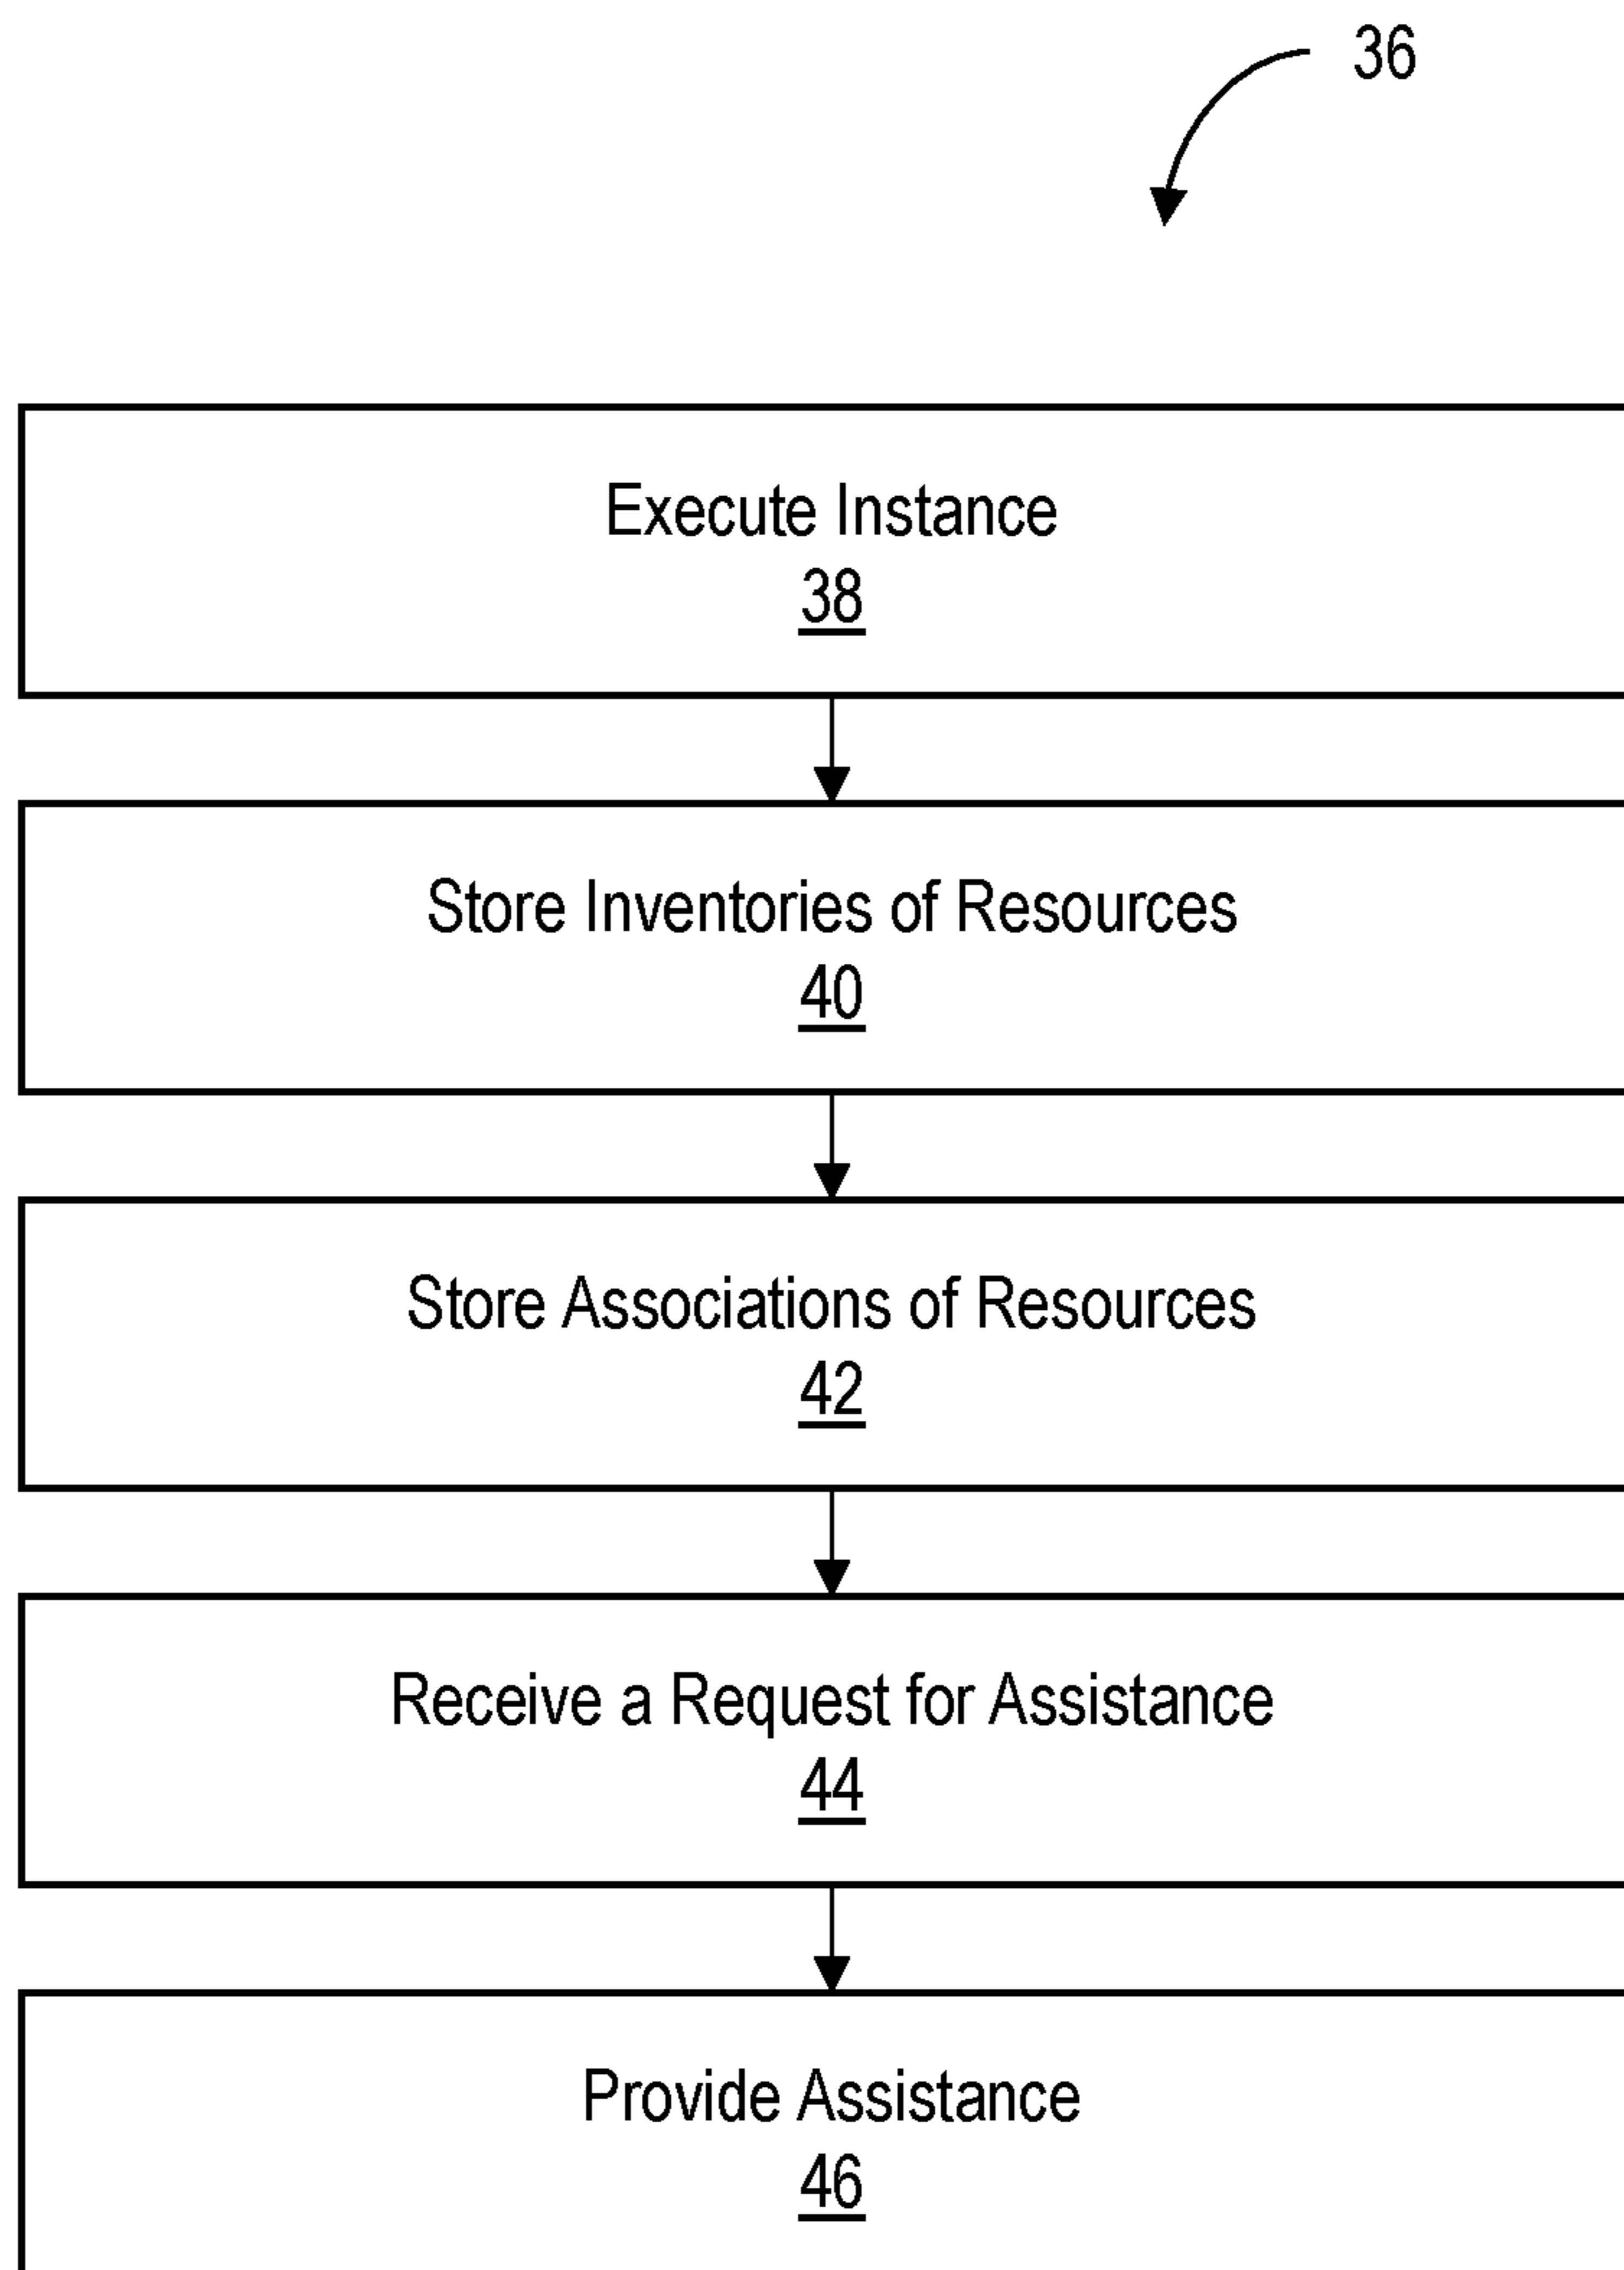 36
Execute Instance
38
Store Inventories of Resources
40
Store Associations of Resources
42
Receive a Request for Assistance
44
Provide Assistance
46